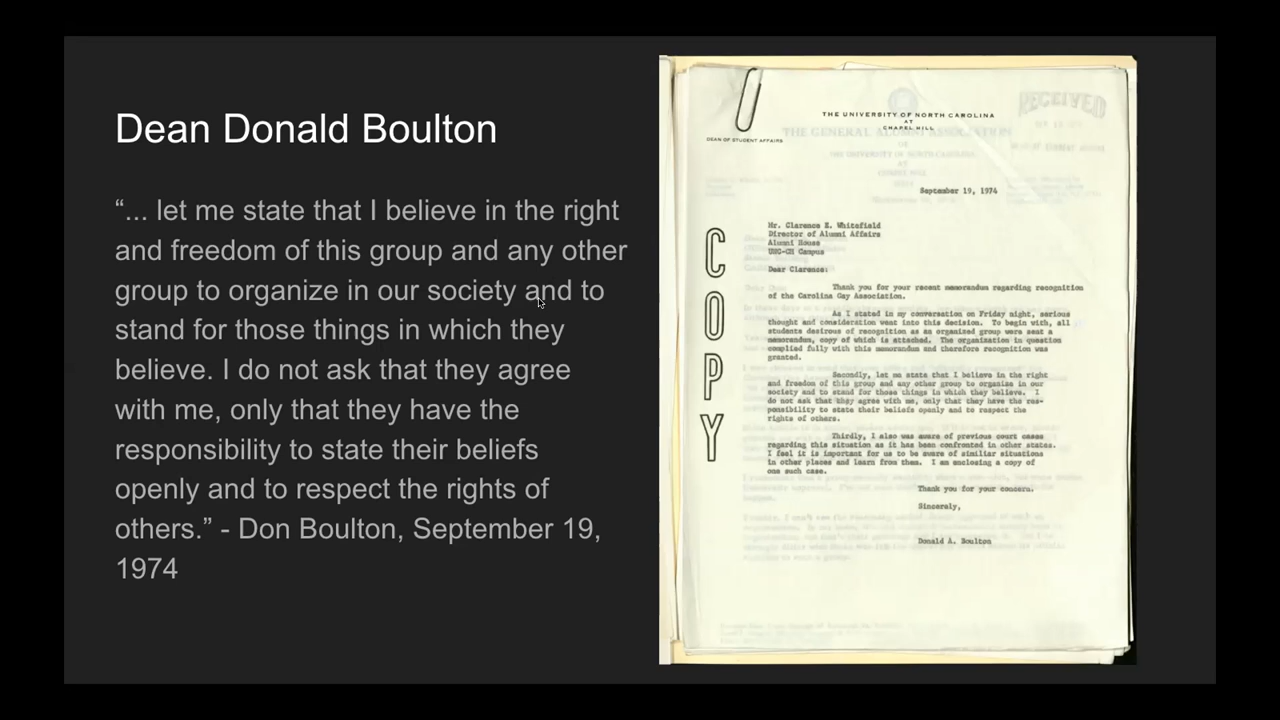 Dean Donald Boulton
“... let me state that I believe in the right
and freedom of this group and any other
group to organize in our society and to
stand for those things in which they
believe. I do not ask that they agree
with me, only that they have the
responsibility to state their beliefs
openly and to respect the rights of
others.” - Don Boulton, September 19,
1974
THE UNIVERSITY OF NORTH CAROLINA
AT
CHAPEL HILL
DEAN OF STUDENT AFFAIRS
RECEIVED
THE GENERAL ALUMNI ASSOCIATION
OF
THE UNIVERSITY OF NORTH CAROLINA
AT
CHAPEL HILL
September 19, 1974
COPY
Mr. Clarence E. Whitefield
Director of Alumni Affairs
Alumni House
UNC-CH Campus
Dear Clarence:
Thank you for your recent memorandum regarding recognition
of the Carolina Gay Association.
As I stated in my conversation on Friday night, serious
thought and consideration went into this decision. To begin with, all
students desirous of recognition as an organized group were sent a
memorandum, copy of which is attached. The organization in question
complied fully with this memorandum and therefore recognition was
granted.
Secondly, let me state that I believe in the right
and freedom of this group and any other group to organize in our
society and to stand for those things in which they believe. I
do not ask that they agree with me, only that they have the res-
ponsibility to state their beliefs openly and to respect the
rights of others.
Thirdly, I also was aware of previous court cases
regarding this situation as it has been confronted in other states.
I feel it is important for us to be aware of similiar situations
in other places and learn from them. I am enclosing a copy of
one such case.
Thank you for your concern.
Sincerely,
Donald A. Boulton